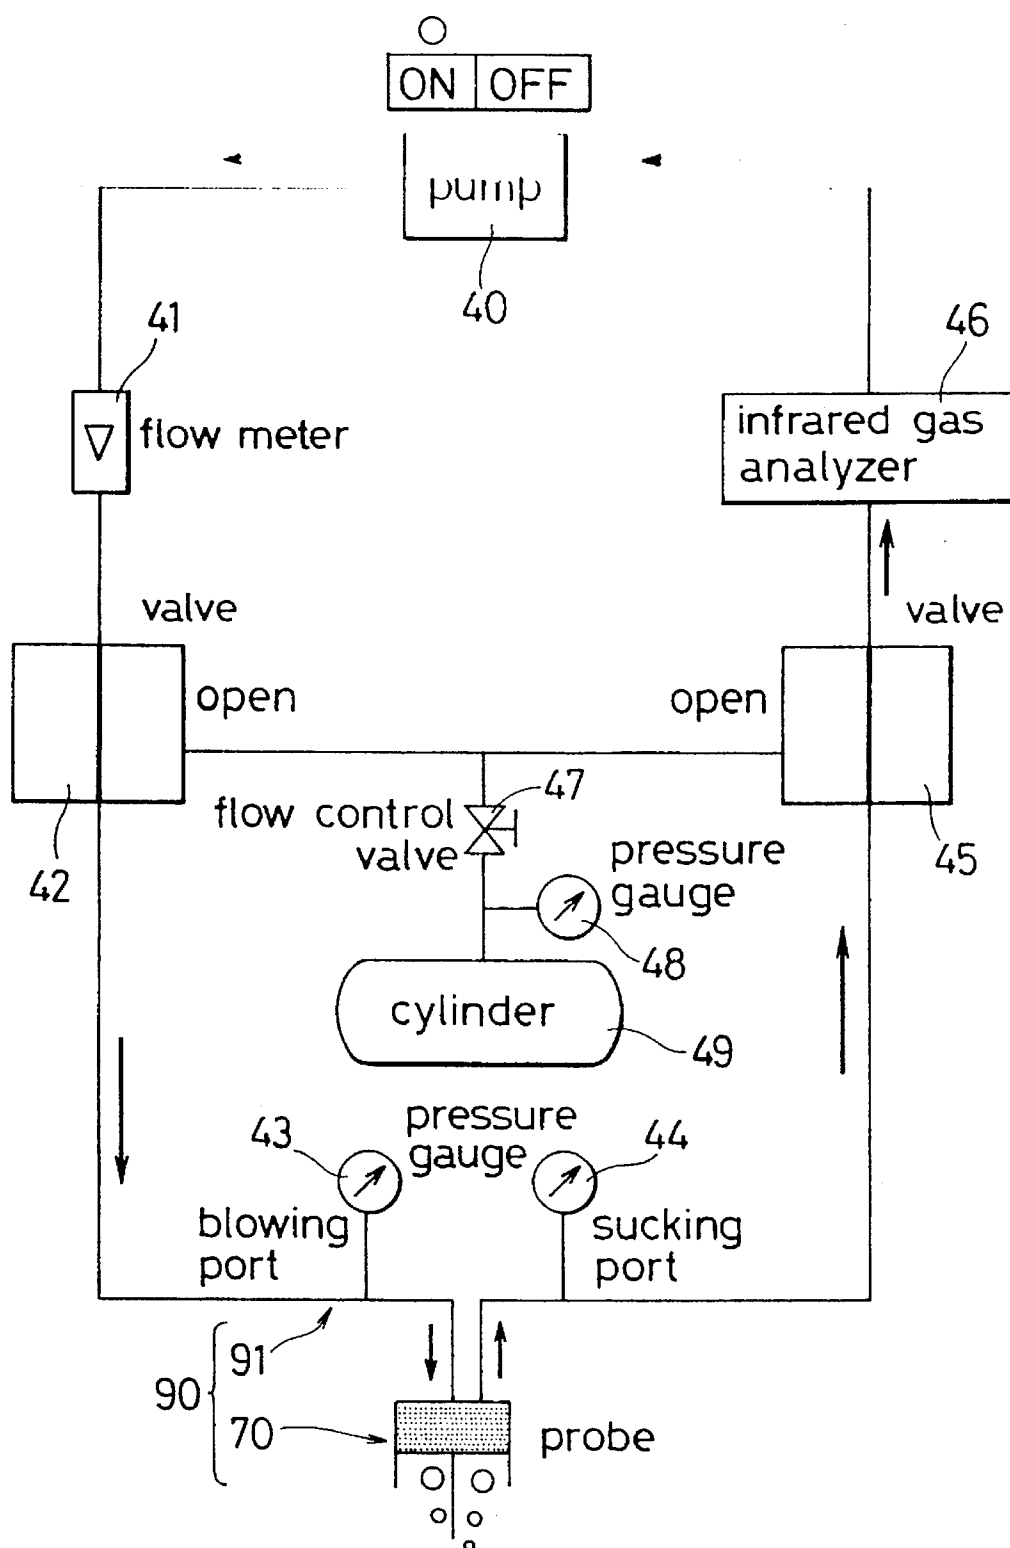 ON OFF
pump
40
41
46
flow meter
infrared gas
analyzer
valve
valve
open
open
47
flow control
valve
42
45
pressure
gauge
48
cylinder
49
pressure
gauge
43
44
blowing
port
sucking
port
91
90
70
probe